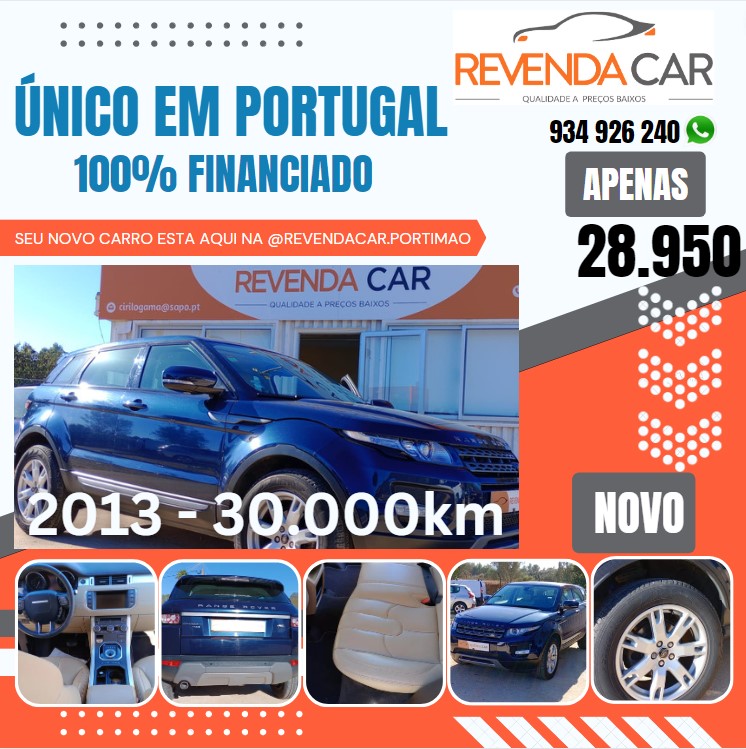 REVENDA CAR
QUALIDADE A PREÇOS BAIXOS
ÚNICO EM PORTUGAL
100% FINANCIADO
934 926 240
APENAS
28.950
SEU NOVO CARRO ESTA AQUI NA @REVENDACAR.PORTIMAO
REVENDA CAR
QUALIDADE A PREÇOS BAIXOS
cirilogama@sapo.pt
2013 - 30.000km
NOVO
RANGE ROVER